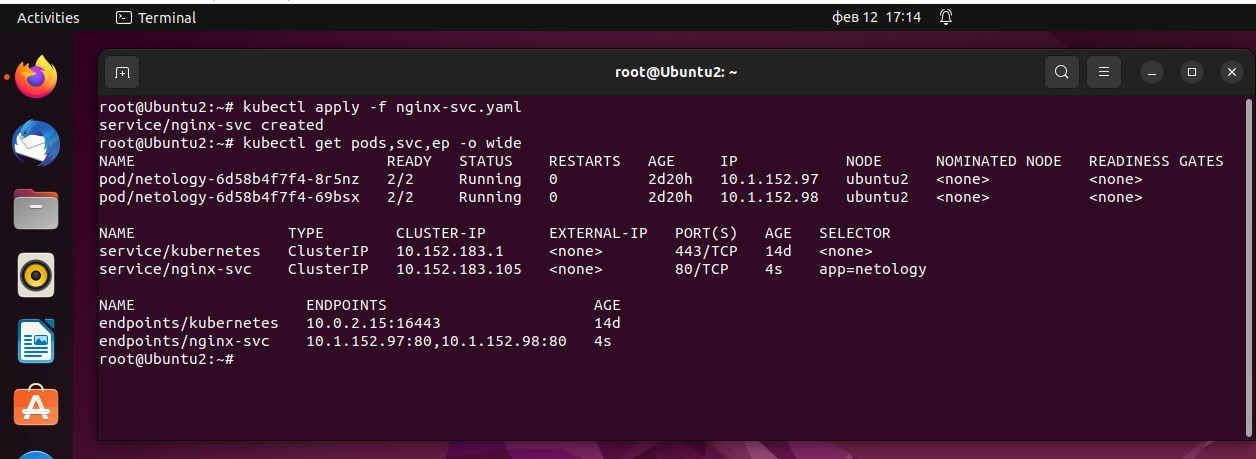 Activities Terminal фев 12 17:14
root@Ubuntu2: ~
root@Ubuntu2:~# kubectl apply -f nginx-svc.yaml
service/nginx-svc created
root@Ubuntu2:~# kubectl get pods,svc,ep -o wide
NAME READY STATUS RESTARTS AGE IP NODE NOMINATED NODE READINESS GATES
pod/netology-6d58b4f7f4-8r5nz 2/2 Running 0 2d20h 10.1.152.97 ubuntu2 <none> <none>
pod/netology-6d58b4f7f4-69bsx 2/2 Running 0 2d20h 10.1.152.98 ubuntu2 <none> <none>
NAME TYPE CLUSTER-IP EXTERNAL-IP PORT(S) AGE SELECTOR
service/kubernetes ClusterIP 10.152.183.1 <none> 443/TCP 14d <none>
service/nginx-svc ClusterIP 10.152.183.105 <none> 80/TCP 4s app=netology
NAME ENDPOINTS AGE
endpoints/kubernetes 10.0.2.15:16443 14d
endpoints/nginx-svc 10.1.152.97:80,10.1.152.98:80 4s
root@Ubuntu2:~#